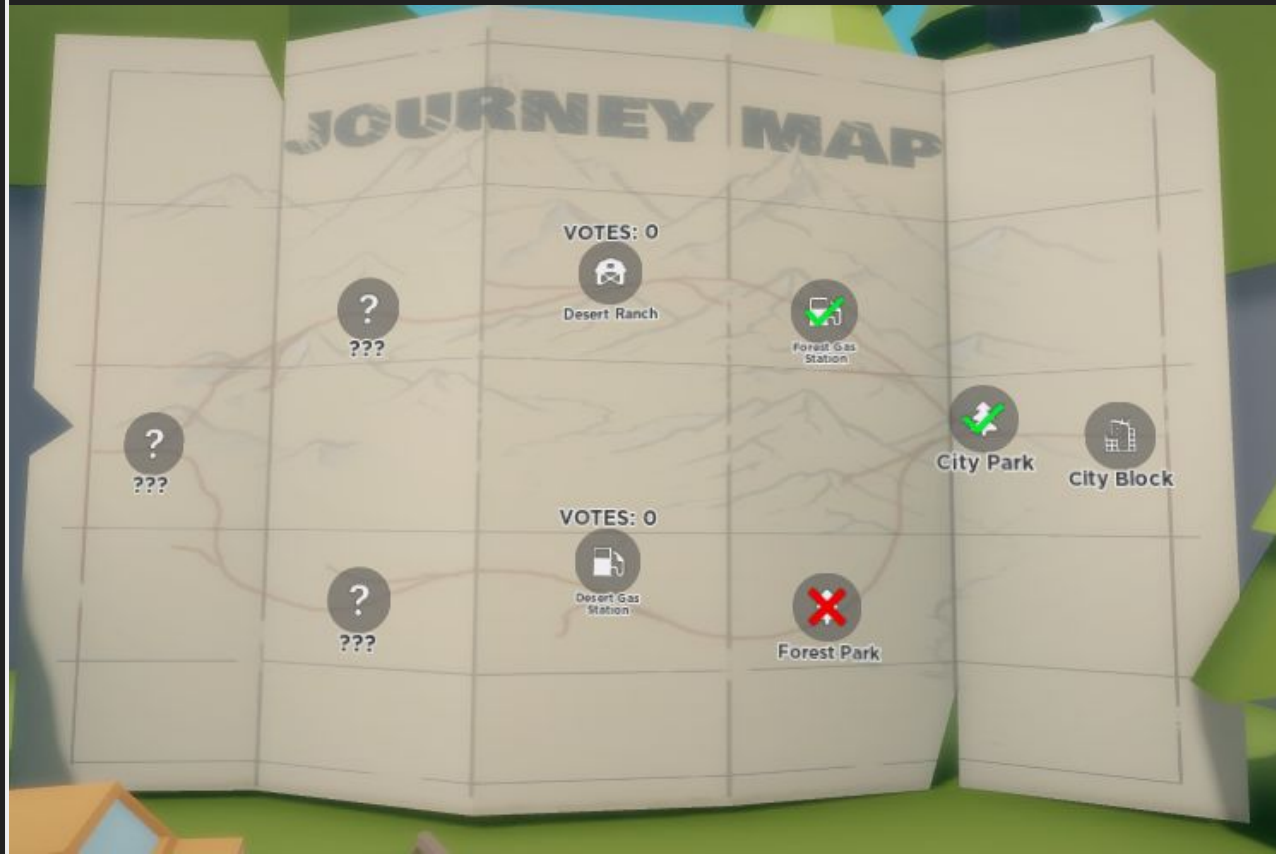 JOURNEY MAP
VOTES: 0
Desert Ranch
?
???
Forest Gas
Station
?
???
City Park
City Block
VOTES: 0
Desert Gas
Station
?
???
Forest Park